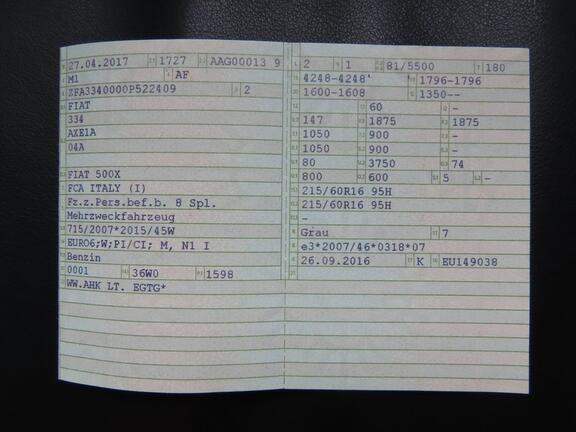 27.04.2017 1727 AAG00013 9
M1 AF
ZFA3340000P522409 2
FIAT
334
AXE1A
04A
FIAT 500X
FCA ITALY (I)
Fz.z.Pers.bef.b. 8 Spl.
Mehrzweckfahrzeug
715/2007*2015/45W
EURO6;W;PI/CI; M, N1 I
Benzin
0001 36W0 1598
WW.AHK LT. EGTG*
2 1 81/5500 180
4248-4248' 1796-1796
1600-1608 1350--
60 -
147 1875 1875
1050 900 -
1050 900 -
80 3750 74
800 600 5 -
215/60R16 95H
215/60R16 95H
-
Grau 7
e3*2007/46*0318*07
26.09.2016 K EU149038